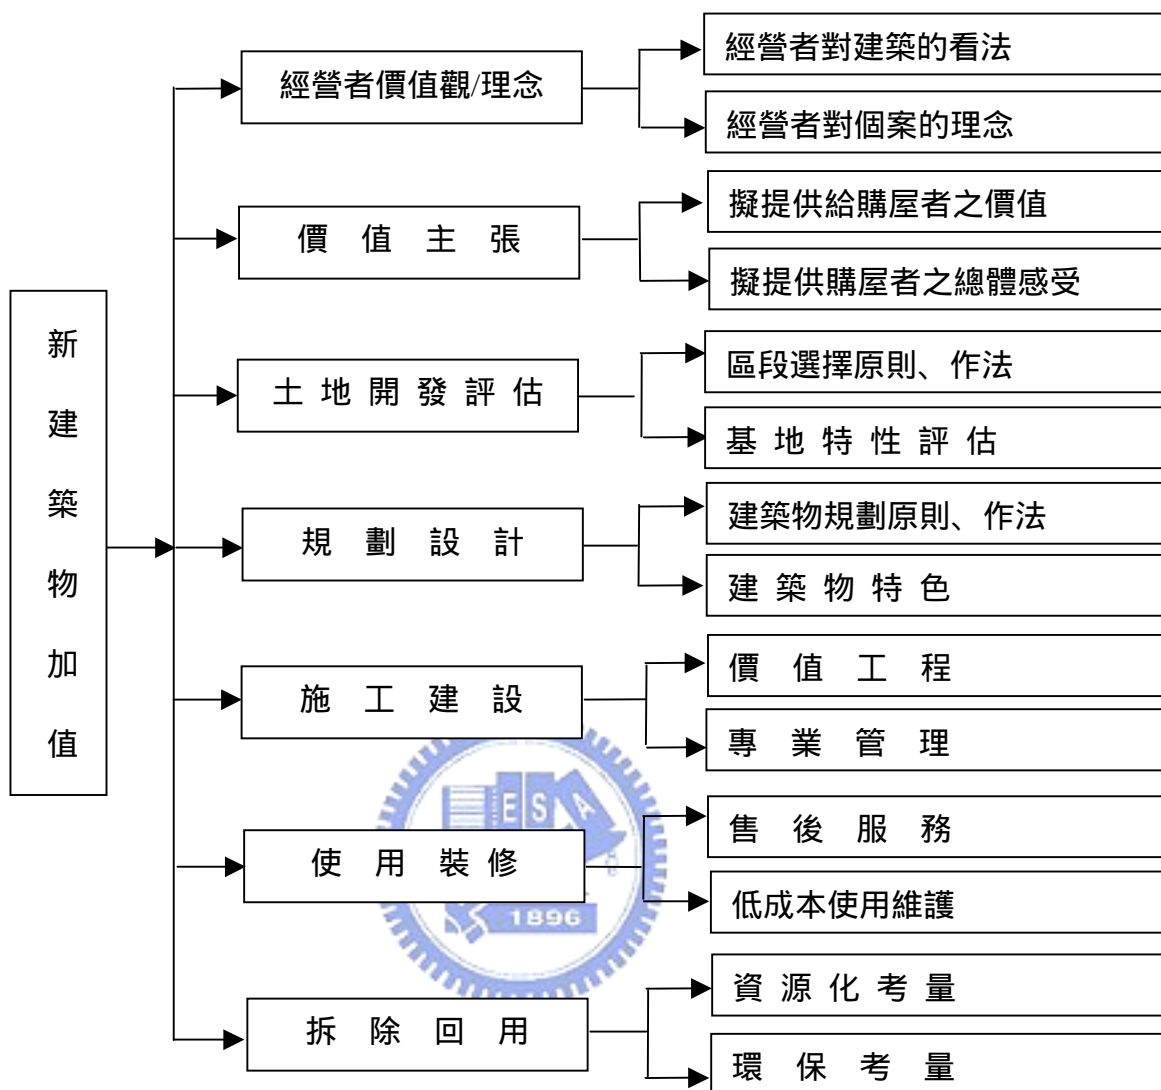 新建築物加值
經營者價值觀/理念
經營者對建築的看法
經營者對個案的理念
價值主張
擬提供給購屋者之價值
擬提供購屋者之總體感受
土地開發評估
區段選擇原則、作法
基地特性評估
規劃設計
建築物規劃原則、作法
建築物特色
施工建設
價值工程
專業管理
使用裝修
售後服務
低成本使用維護
拆除回用
資源化考量
環保考量
E S A
1896